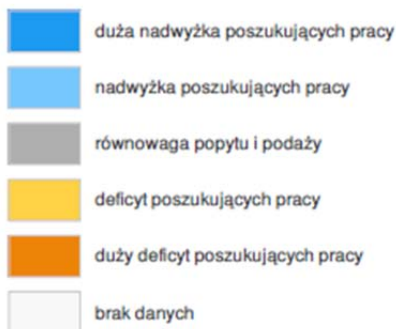 duża nadwyżka poszukujących pracy
nadwyżka poszukujących pracy
równowaga popytu i podaży
deficyt poszukujących pracy
duży deficyt poszukujących pracy
brak danych